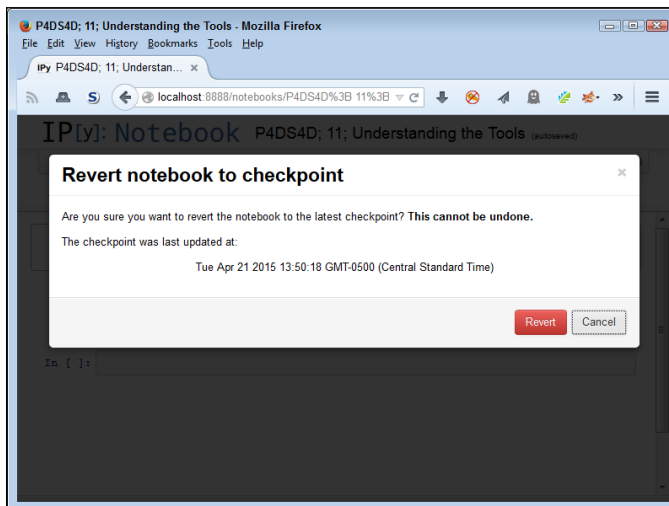 P4DS4D; 11; Understanding the Tools - Mozilla Firefox
File Edit View History Bookmarks Tools Help
IPy P4DS4D; 11; Understan... ×
S) localhost:8888/notebooks/P4DS4D%3B 11%3B »
IP[y]: Notebook P4DS4D; 11; Understanding the Tools (autosaved)
Revert notebook to checkpoint ×
Are you sure you want to revert the notebook to the latest checkpoint? This cannot be undone.
The checkpoint was last updated at:
Tue Apr 21 2015 13:50:18 GMT-0500 (Central Standard Time)
Revert Cancel
In [ ]: